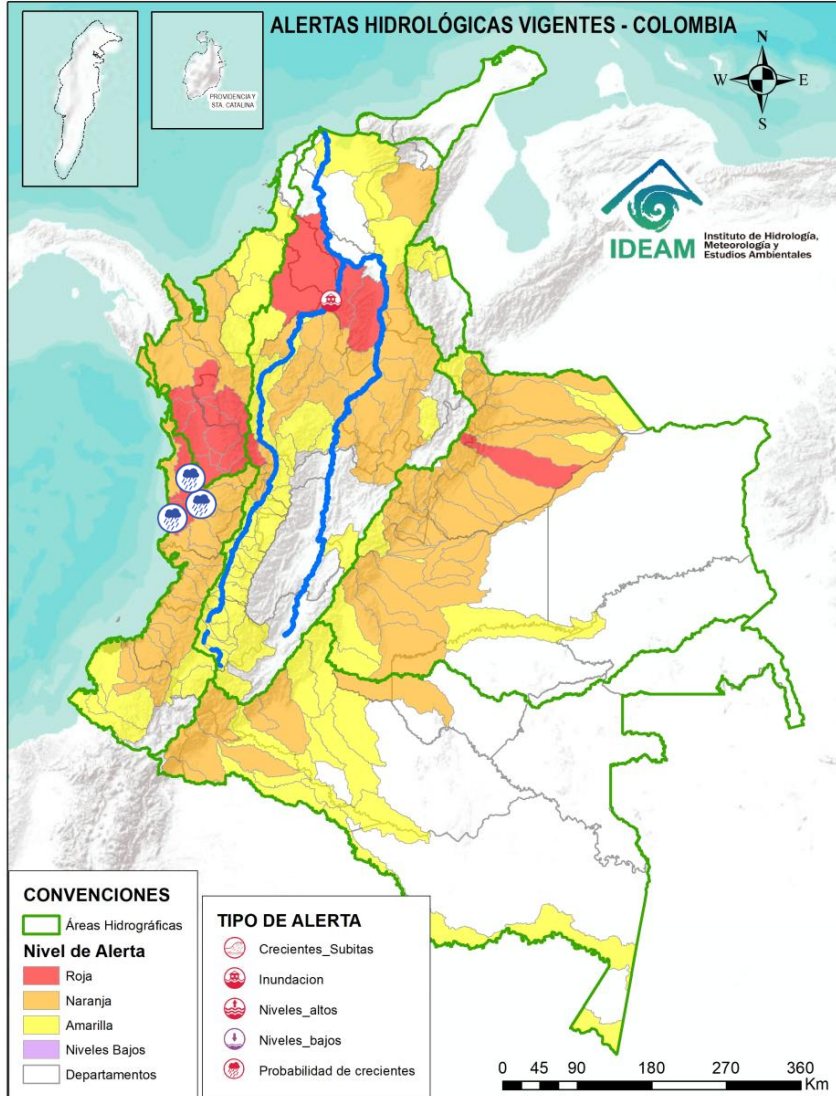 ALERTAS HIDROLÓGICAS VIGENTES - COLOMBIA
PROVIDENCIA Y
STA. CATALINA
N
W
E
S
IDEAM
Instituto de Hidrología,
Meteorología y
Estudios Ambientales
CONVENCIONES
Áreas Hidrográficas
Nivel de Alerta
Roja
Naranja
Amarilla
Niveles Bajos
Departamentos
TIPO DE ALERTA
Crecientes_Subitas
Inundacion
Niveles_altos
Niveles_bajos
Probabilidad de crecientes
0 45 90 180 270 360
Km